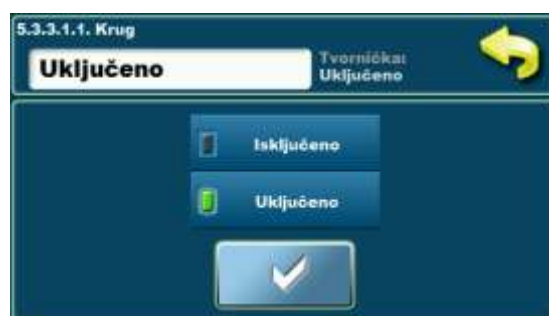 5.3.3.1.1. Krug
Uključeno
Tvornička:
Uključeno
Isključeno
Uključeno